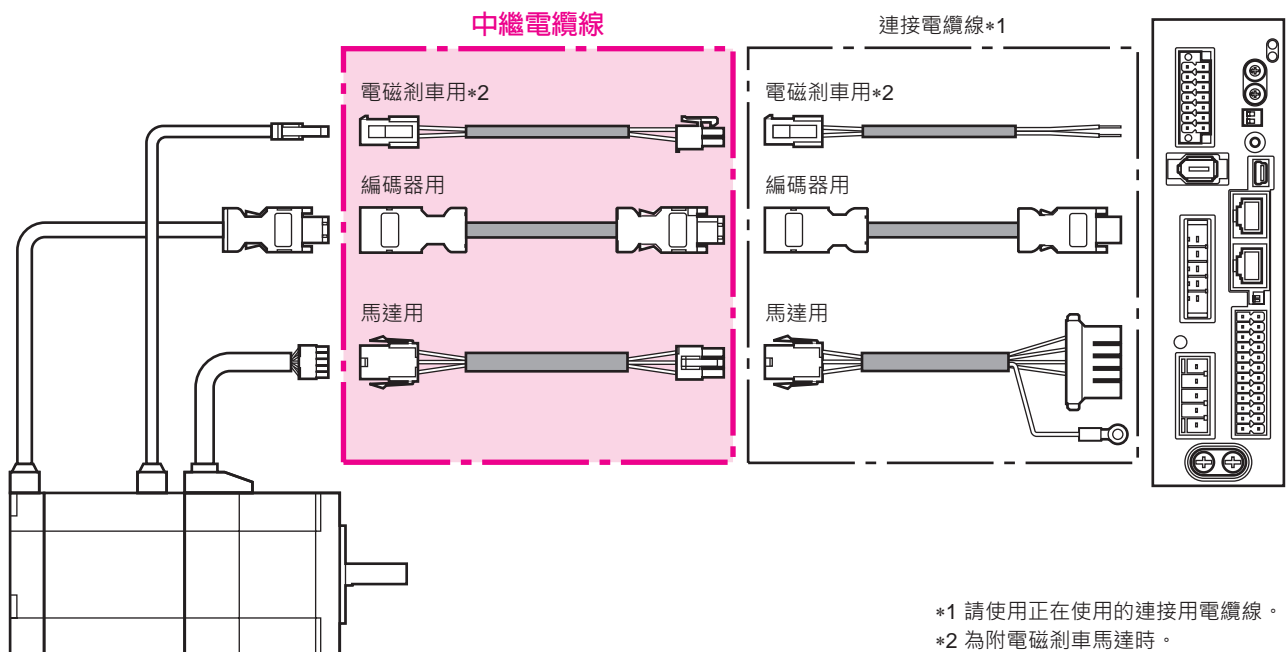 中繼電纜線
連接電纜線*1
電磁剎車用*2
電磁剎車用*2
編碼器用
編碼器用
馬達用
馬達用
*1 請使用正在使用的連接用電纜線。
*2 為附電磁剎車馬達時。